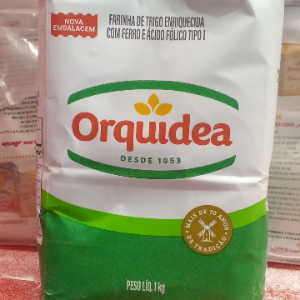 NOVA
EMBALAGEM
FARINHA DE TRIGO ENRIQUECIDA
COM FERRO E ÁCIDO FÓLICO TIPO 1
Orquídea
DESDE 1953
MAIS DE 70 ANOS
DE TRADIÇÃO
PESO LÍQ. 1kg